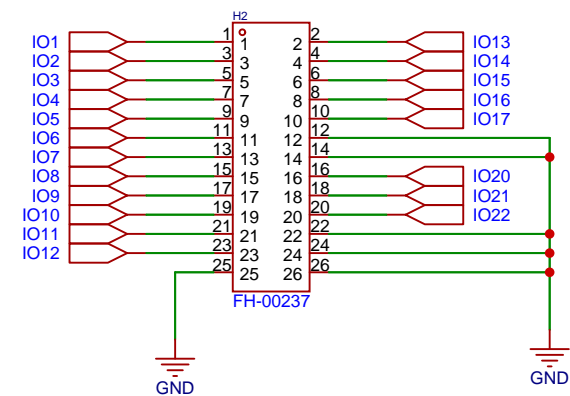 H2
IO1 1 1 2 2 IO13
IO2 3 3 4 4 IO14
IO3 5 5 6 6 IO15
IO4 7 7 8 8 IO16
IO5 9 9 10 10 IO17
IO6 11 11 12 12
IO7 13 13 14 14
IO8 15 15 16 16 IO20
IO9 17 17 18 18 IO21
IO10 19 19 20 20 IO22
IO11 21 21 22 22
IO12 23 23 24 24
25 25 26 26
FH-00237
GND
GND